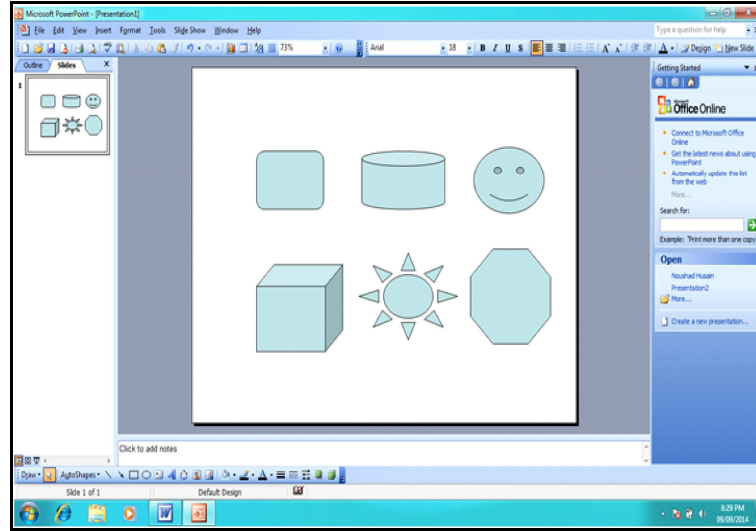 Microsoft PowerPoint - [Presentation1]
File Edit View Insert Format Tools Slide Show Window Help
Type a question for help
73%
Arial
18
B I U S
A A
A
Design New Slide
Outline Slides X
1
Getting Started
Office Online
Connect to Microsoft Office Online
Get the latest news about using PowerPoint
Automatically update this list from the web
More...
Search for:
Example: "Print more than one copy
Open
Noushad Husain
Presentation2
More...
Create a new presentation...
Click to add notes
Draw AutoShapes
Slide 1 of 1
Default Design
8:29 PM
09/09/2014